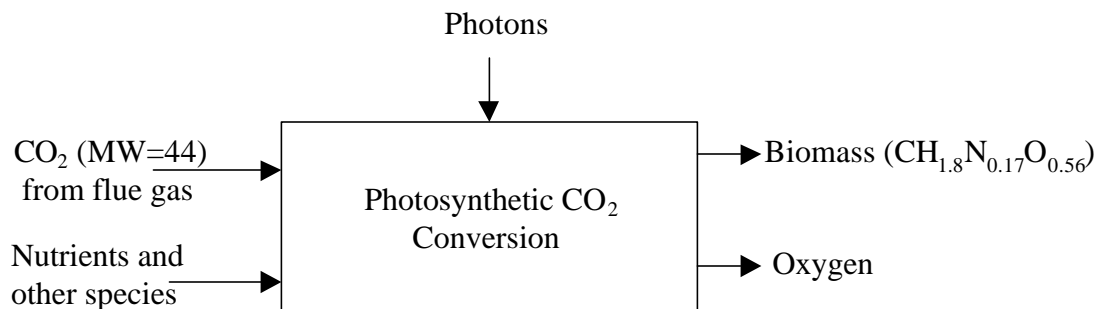 Photons
CO₂ (MW=44)
from flue gas
Photosynthetic CO₂
Conversion
Biomass (CH₁.₈N₀.₁₇O₀.₅₆)
Nutrients and
other species
Oxygen